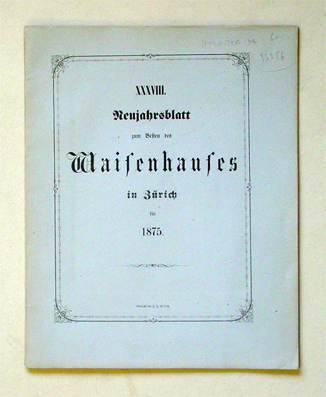 XXXVIII.
Neujahrsblatt
zum Besten des
Waisenhauses
in Zürich
für
1875.